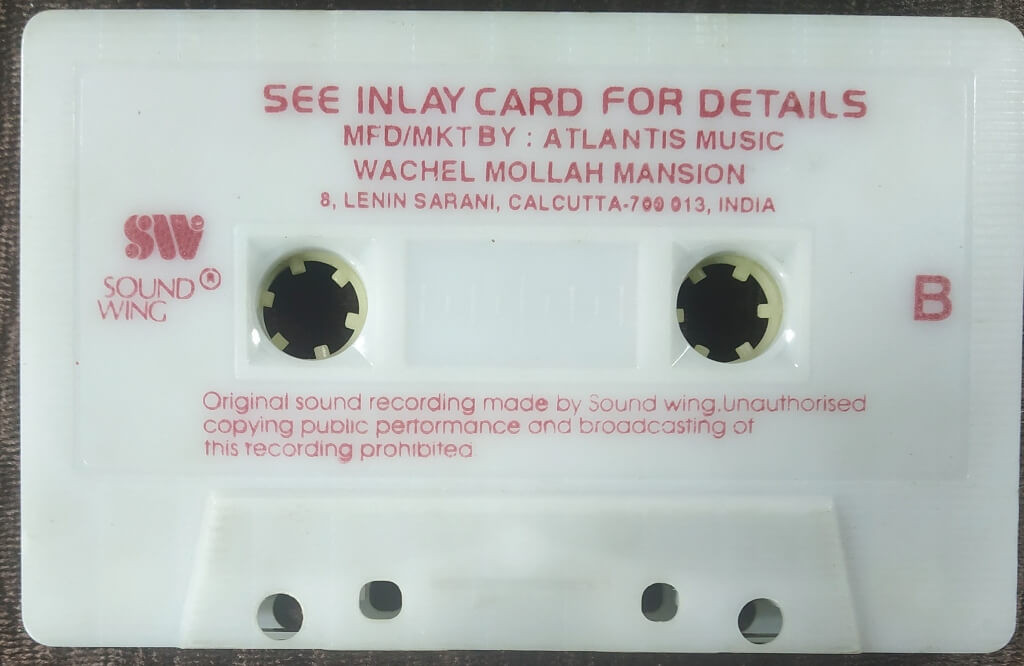 SEE INLAY CARD FOR DETAILS
MFD/MKT BY : ATLANTIS MUSIC
WACHEL MOLLAH MANSION
8, LENIN SARANI, CALCUTTA-700 013, INDIA
SW
SOUND ®
WING
B
Original sound recording made by Sound wing.Unauthorised
copying public performance and broadcasting of
this recording prohibited